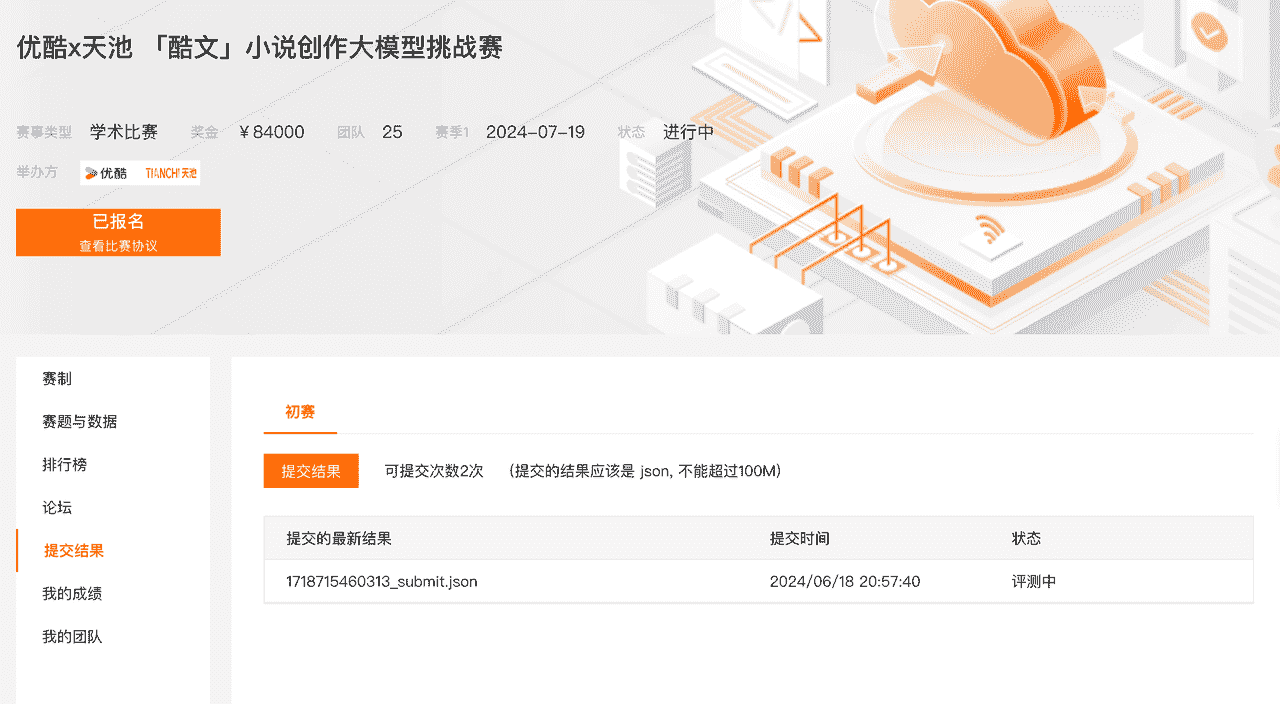 优酷x天池 「酷文」小说创作大模型挑战赛
赛事类型 学术比赛 奖金 ￥84000 团队 25 赛季1 2024-07-19 状态 进行中
举办方 优酷 TIANCHI天池
已报名
查看比赛协议
赛制
赛题与数据
排行榜
论坛
提交结果
我的成绩
我的团队
初赛
提交结果 可提交次数2次 (提交的结果应该是 json, 不能超过100M)
提交的最新结果 提交时间 状态
1718715460313_submit.json 2024/06/18 20:57:40 评测中